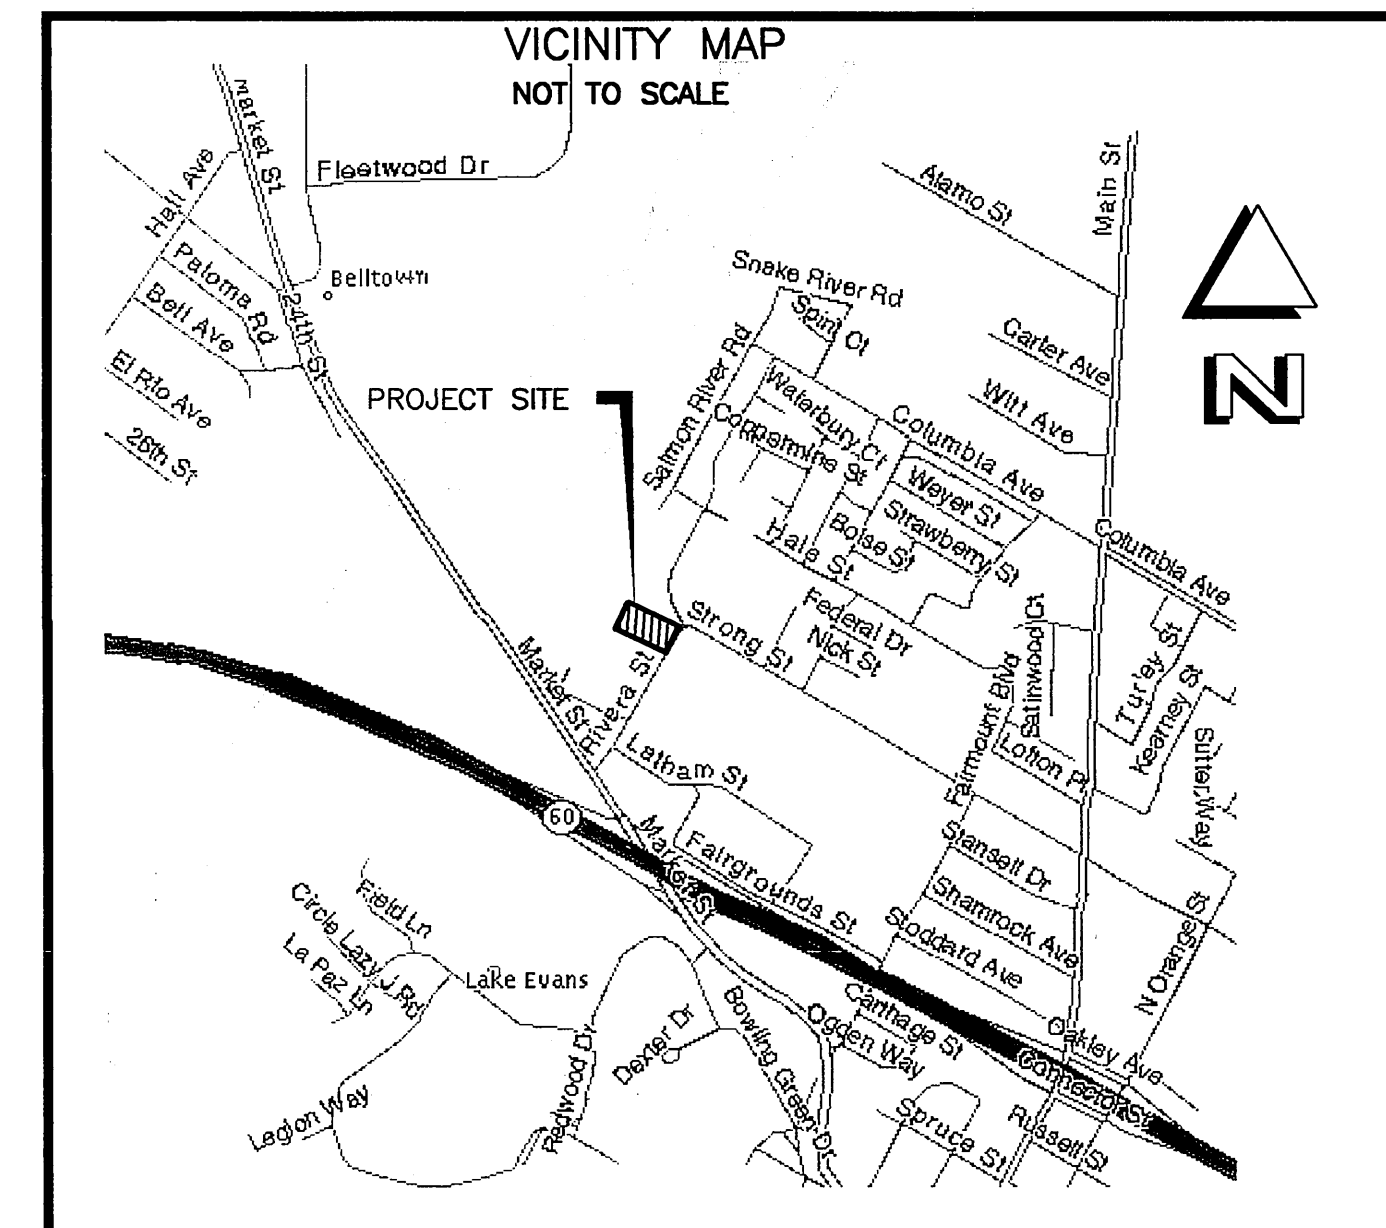 VICINITY MAP
NOT TO SCALE
Market St
Hall Ave
Fleetwood Dr
Main St
Alamo St
Paloma Rd
Belltown
Snake River Rd
Bell Ave
24th St
Spirit Ct
Carter Ave
El Rio Ave
PROJECT SITE
Salmon River Rd
Waterbury Ct
Witt Ave
Coppermine St
Columbia Ave
26th St
Weyer St
Strawberry St
Boise St
Hale St
Columbia Ave
Strong St
Federal Dr
Nick St
Satinwood Ct
Turley St
Market St
Rivera St
Fairmount Blvd
Kearney St
Lofton Pl
Sutter Way
Latham St
60
Market St
Fairgrounds St
Stansell Dr
Shamrock Ave
Stoddard Ave
N Orange St
Field Ln
Circle Lazy J Rd
La Paz Ln
Lake Evans
Redwood Dr
Dexter Dr
Bowling Green Dr
Carthage St
Ogden Way
Oakley Ave
Connector St
Legion Way
Spruce St
Russell St
N